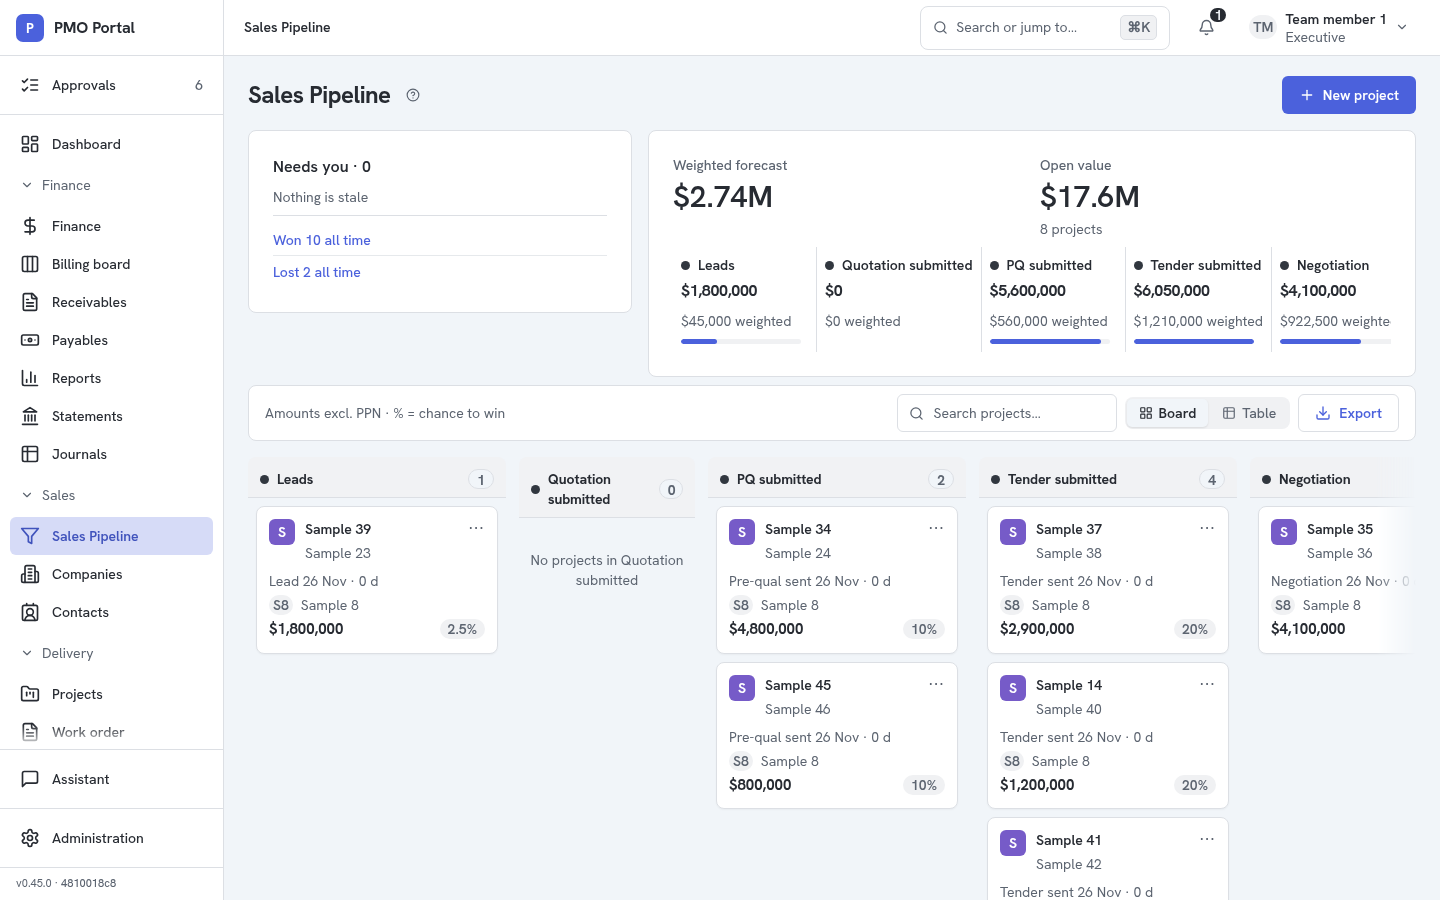 P PMO Portal
Sales Pipeline
Search or jump to...
⌘K
1
TM
Team member 1
Executive
Approvals 6
Dashboard
Finance
Finance
Billing board
Receivables
Payables
Reports
Statements
Journals
Sales
Sales Pipeline
Companies
Contacts
Delivery
Projects
Work order
Assistant
Administration
v0.45.0 · 4810018c8
Sales Pipeline
New project
Needs you · 0
Nothing is stale
Won 10 all time
Lost 2 all time
Weighted forecast
$2.74M
Open value
$17.6M
8 projects
Leads
$1,800,000
$45,000 weighted
Quotation submitted
$0
$0 weighted
PQ submitted
$5,600,000
$560,000 weighted
Tender submitted
$6,050,000
$1,210,000 weighted
Negotiation
$4,100,000
$922,500 weighte
Amounts excl. PPN · % = chance to win
Search projects...
Board
Table
Export
Leads 1
S Sample 39 ...
Sample 23
Lead 26 Nov · 0 d
S8 Sample 8
$1,800,000 2.5%
Quotation
submitted
0
No projects in Quotation
submitted
PQ submitted 2
S Sample 34 ...
Sample 24
Pre-qual sent 26 Nov · 0 d
S8 Sample 8
$4,800,000 10%
S Sample 45 ...
Sample 46
Pre-qual sent 26 Nov · 0 d
S8 Sample 8
$800,000 10%
Tender submitted 4
S Sample 37 ...
Sample 38
Tender sent 26 Nov · 0 d
S8 Sample 8
$2,900,000 20%
S Sample 14 ...
Sample 40
Tender sent 26 Nov · 0 d
S8 Sample 8
$1,200,000 20%
S Sample 41 ...
Sample 42
Tender sent 26 Nov · 0 d
Negotiation
S Sample 35
Sample 36
Negotiation 26 Nov · 0
S8 Sample 8
$4,100,000